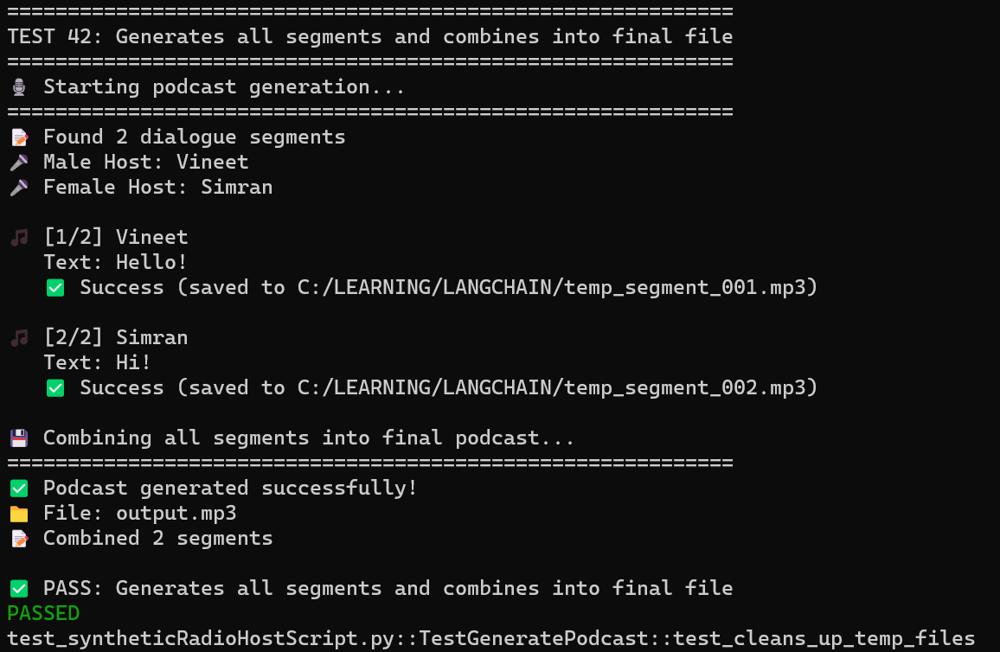 ============================================================
TEST 42: Generates all segments and combines into final file
============================================================
🎙️ Starting podcast generation...
============================================================
📝 Found 2 dialogue segments
🎤 Male Host: Vineet
🎤 Female Host: Simran
🎵 [1/2] Vineet
Text: Hello!
✅ Success (saved to C:/LEARNING/LANGCHAIN/temp_segment_001.mp3)
🎵 [2/2] Simran
Text: Hi!
✅ Success (saved to C:/LEARNING/LANGCHAIN/temp_segment_002.mp3)
💾 Combining all segments into final podcast...
============================================================
✅ Podcast generated successfully!
📁 File: output.mp3
📝 Combined 2 segments
✅ PASS: Generates all segments and combines into final file
PASSED
test_syntheticRadioHostScript.py::TestGeneratePodcast::test_cleans_up_temp_files